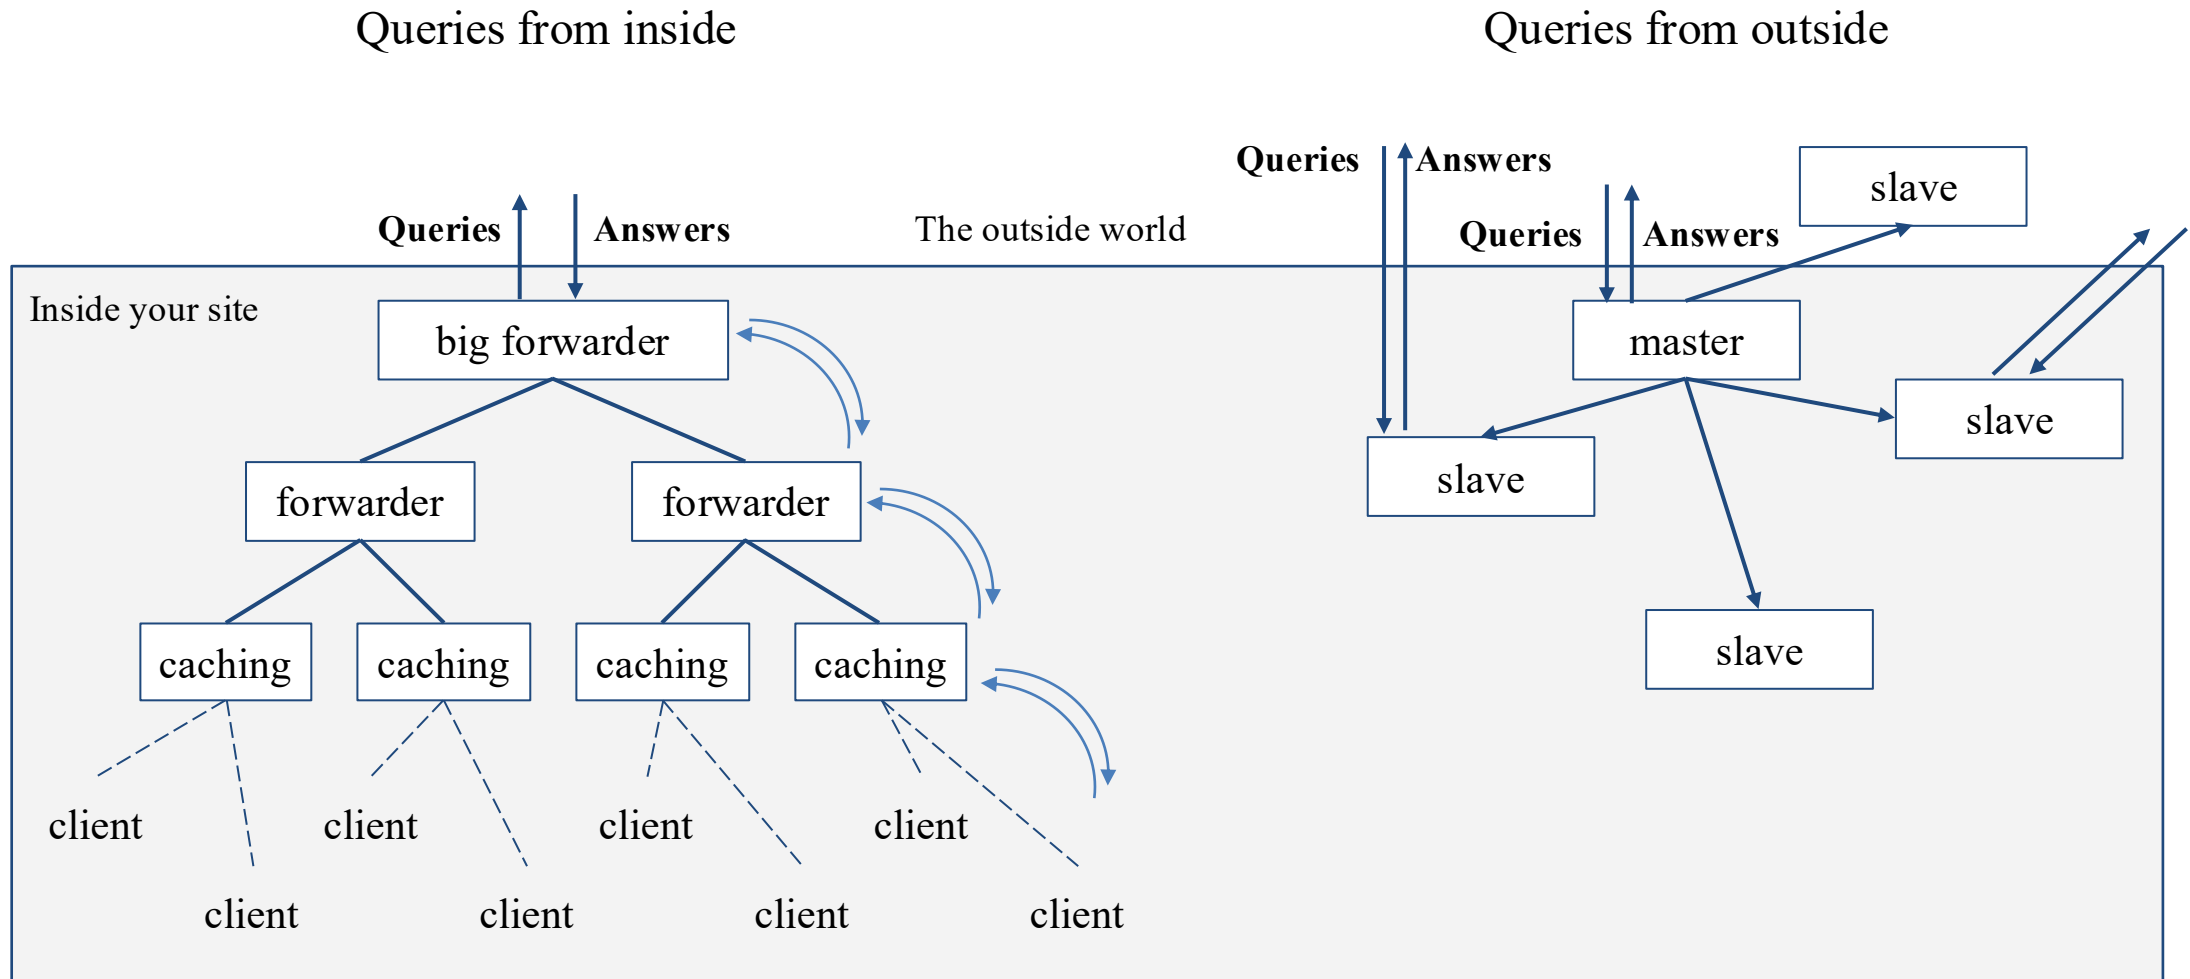 Queries from inside
Queries from outside
Queries
Answers
slave
Queries
Answers
The outside world
Queries
Answers
Inside your site
big forwarder
master
slave
slave
forwarder
forwarder
slave
caching
caching
caching
caching
client
client
client
client
client
client
client
client